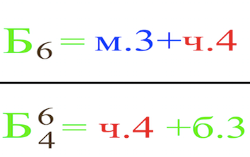 Б₆ = м.3+ч.4
Б⁶₄ = ч.4 +б.3